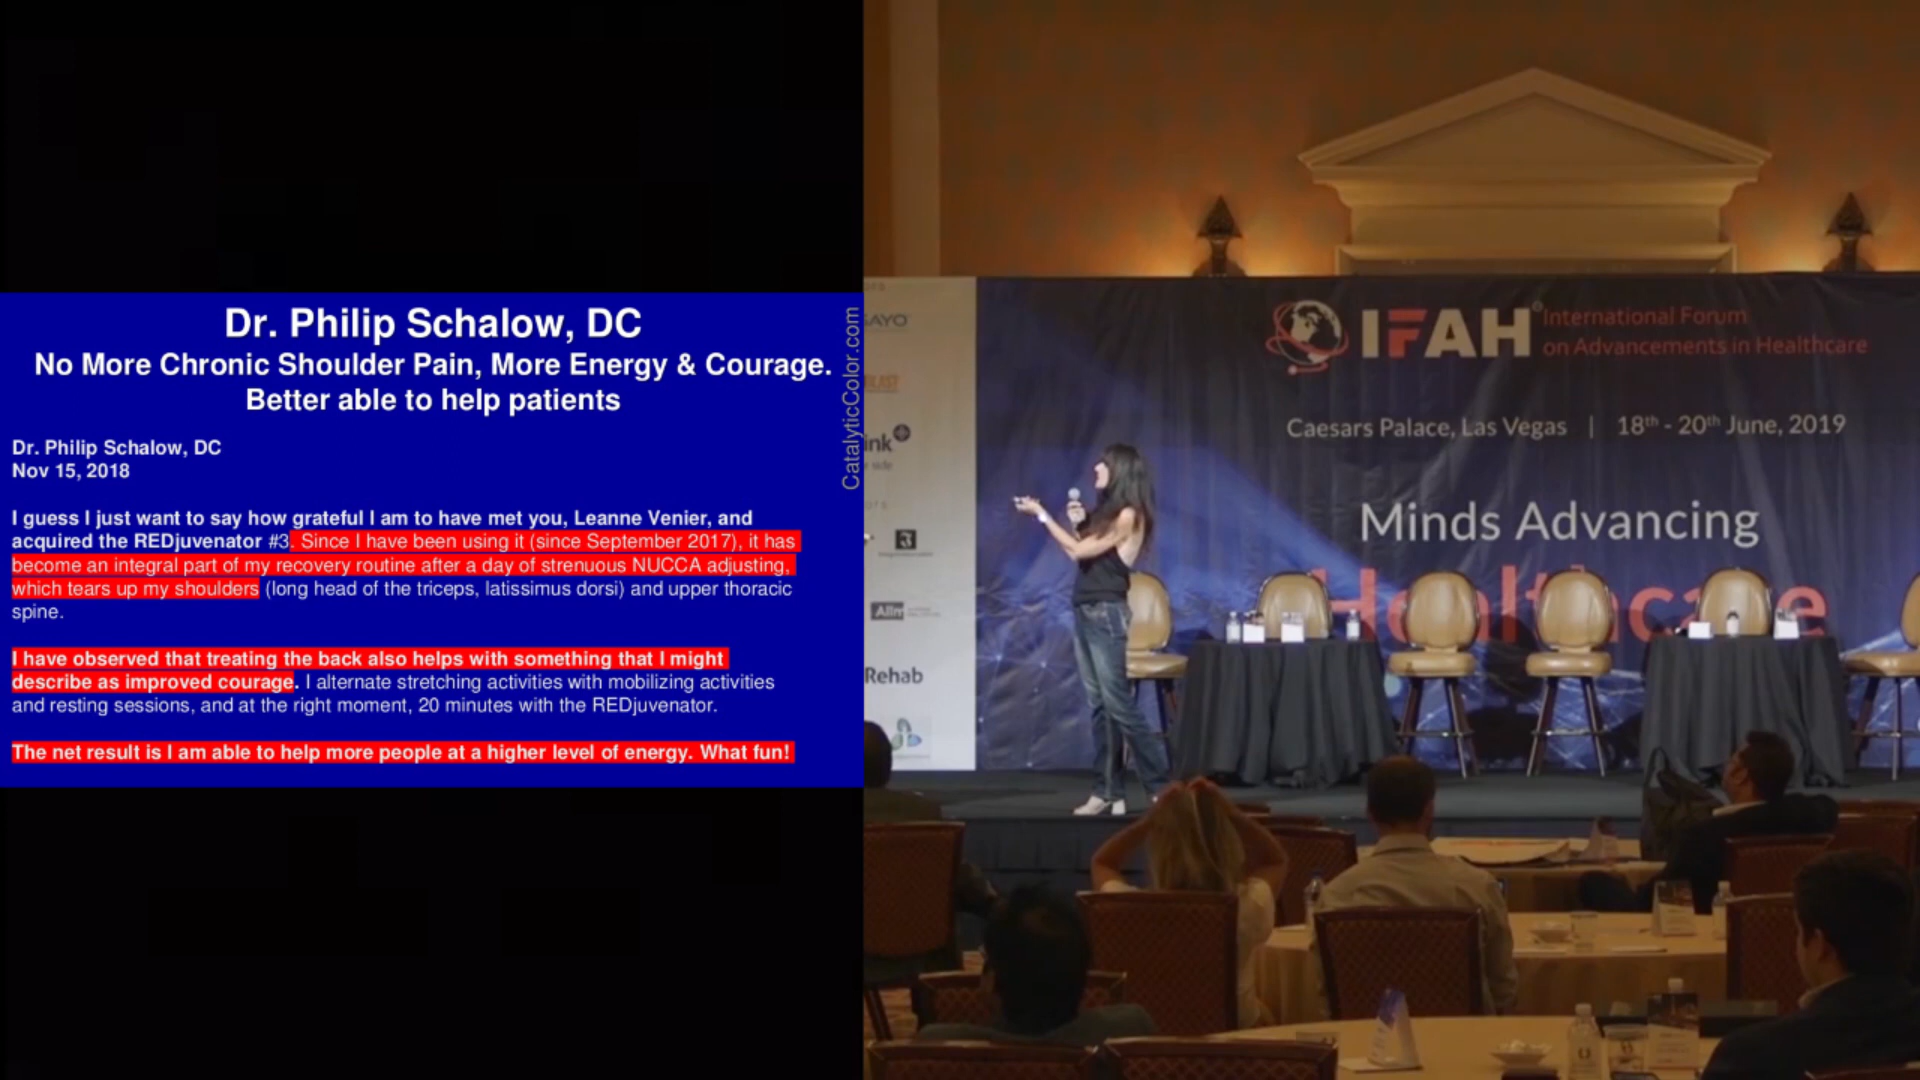 Dr. Philip Schalow, DC
No More Chronic Shoulder Pain, More Energy & Courage.
Better able to help patients
Dr. Philip Schalow, DC
Nov 15, 2018
I guess I just want to say how grateful I am to have met you, Leanne Venier, and
acquired the REDjuvenator #3. Since I have been using it (since September 2017), it has
become an integral part of my recovery routine after a day of strenuous NUCCA adjusting,
which tears up my shoulders (long head of the triceps, latissimus dorsi) and upper thoracic
spine.
I have observed that treating the back also helps with something that I might
describe as improved courage. I alternate stretching activities with mobilizing activities
and resting sessions, and at the right moment, 20 minutes with the REDjuvenator.
The net result is I am able to help more people at a higher level of energy. What fun!
CatalyticColor.com
IFAH® International Forum
on Advancements in Healthcare
Caesars Palace, Las Vegas | 18th - 20th June, 2019
Minds Advancing
Healthcare
Rehab